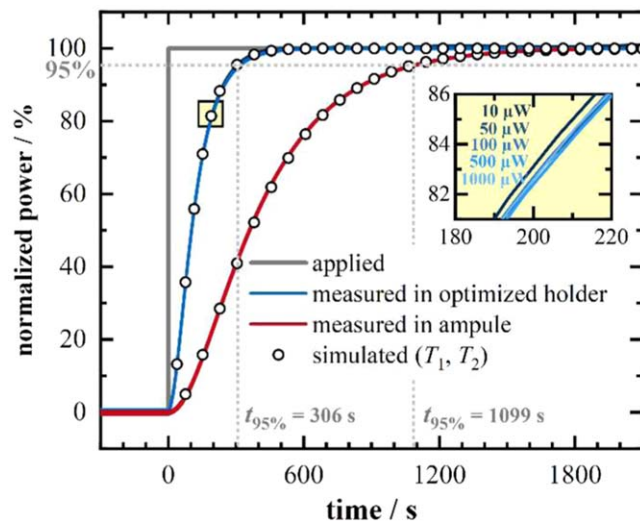 normalized power / %
100
95%
80
60
40
20
0
86
84
82
180
200
220
10 µW
50 µW
100 µW
500 µW
1000 µW
applied
measured in optimized holder
measured in ampule
simulated (T₁, T₂)
t₉₅% = 306 s
t₉₅% = 1099 s
0
600
1200
1800
time / s